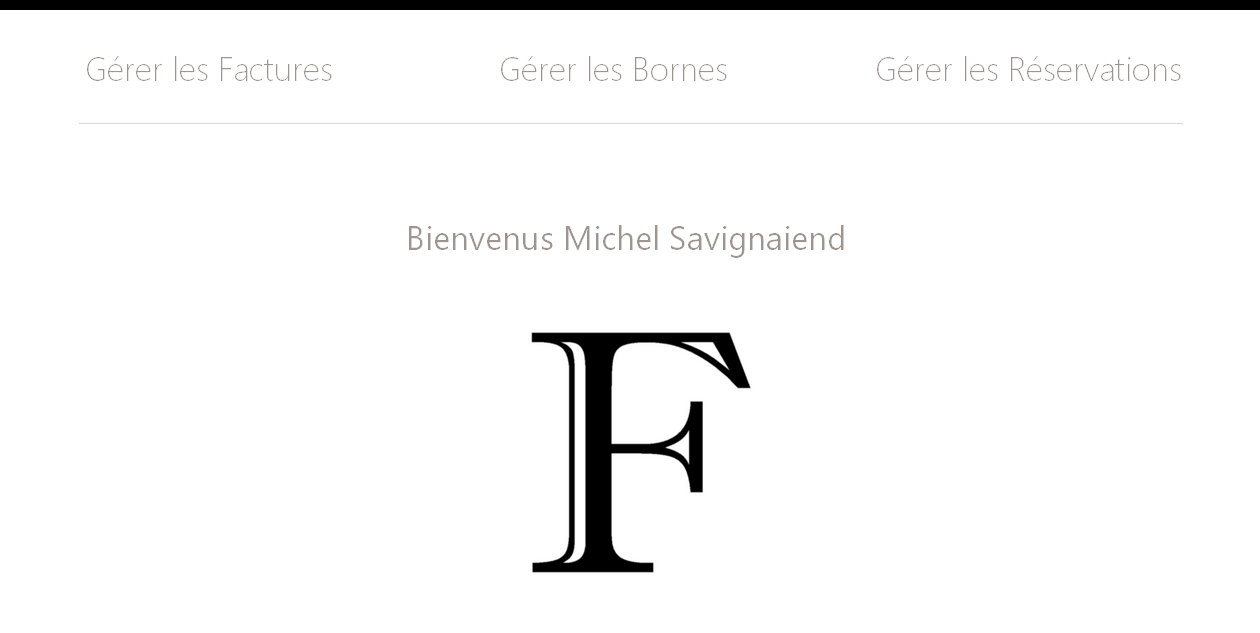 Gérer les Factures Gérer les Bornes Gérer les Réservations
Bienvenus Michel Savignaiend
F